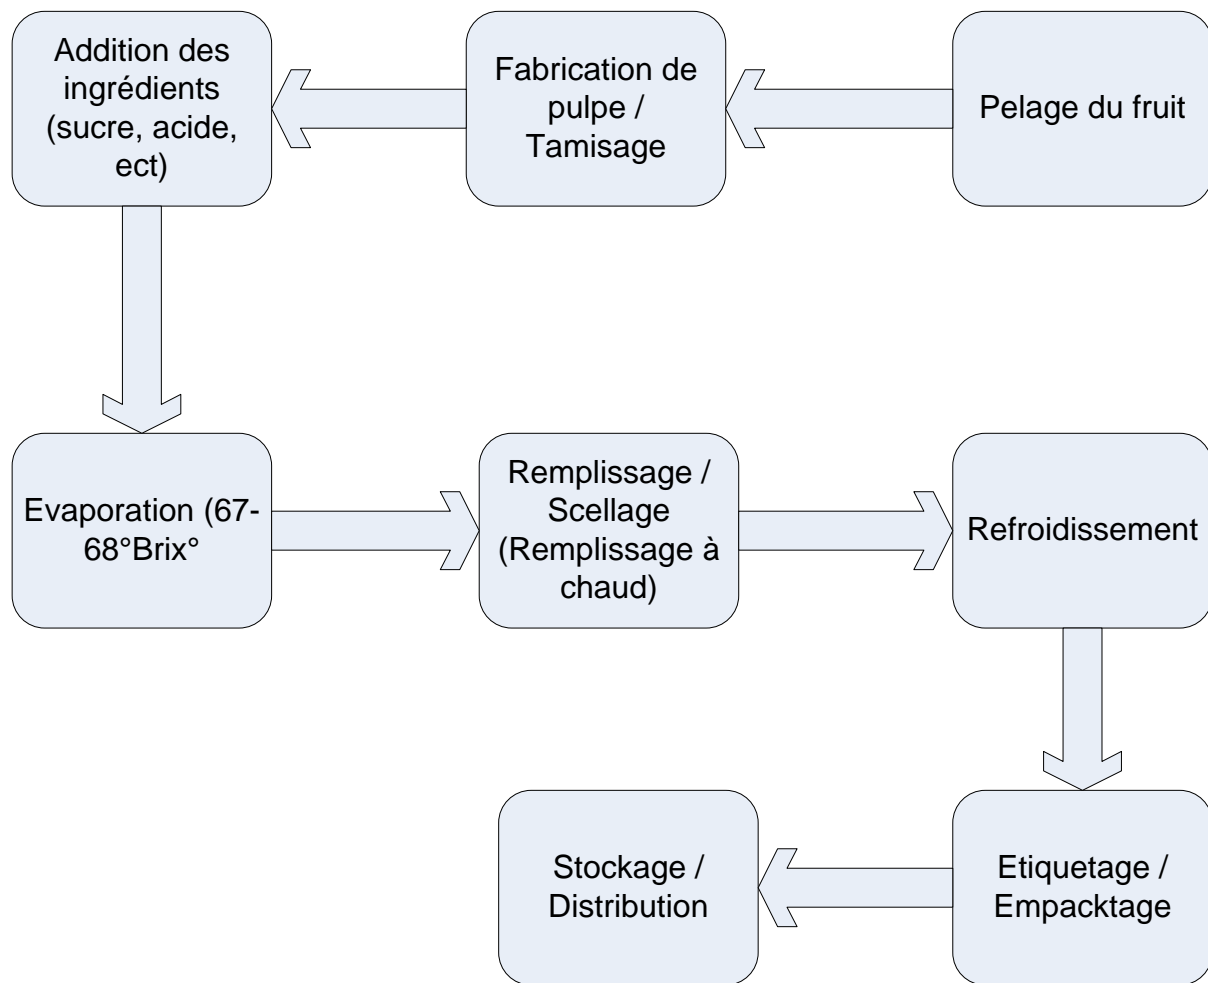 Addition des
ingrédients
(sucre, acide,
ect)
Fabrication de
pulpe /
Tamisage
Pelage du fruit
Evaporation (67-
68°Brix°
Remplissage /
Scellage
(Remplissage à
chaud)
Refroidissement
Stockage /
Distribution
Etiquetage /
Empacktage